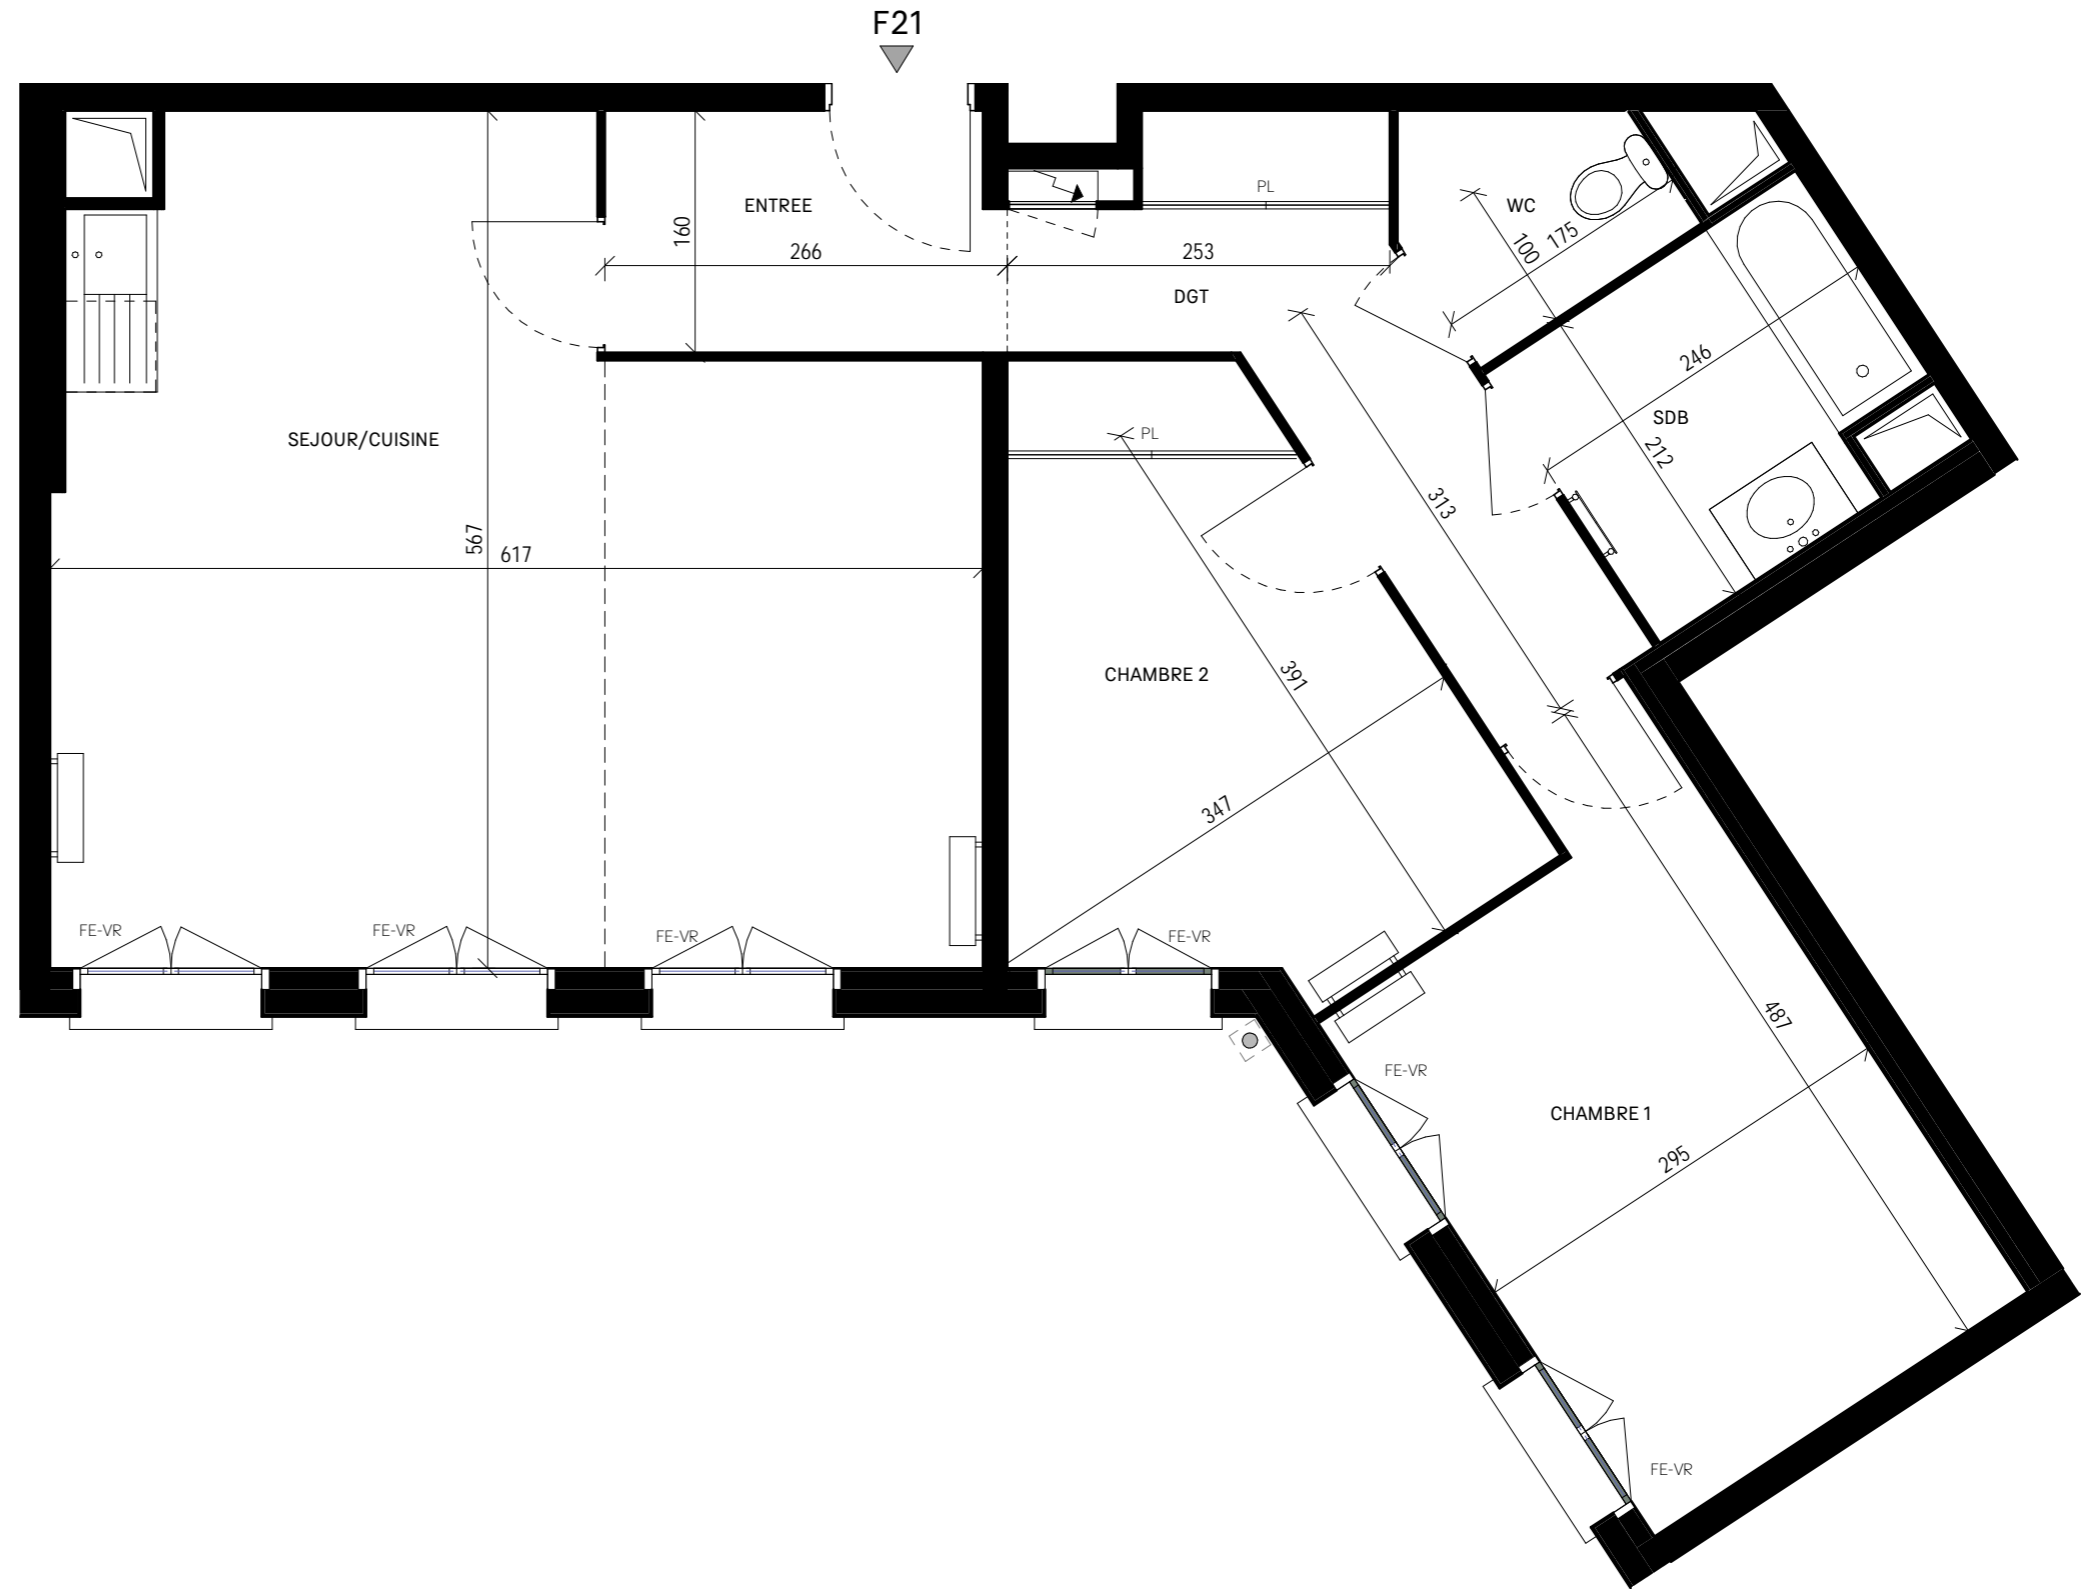 F21
PL
ENTREE
WC
160
175
100
266
253
DGT
246
SDB
PL
SEJOUR/CUISINE
212
313
567
617
CHAMBRE 2
391
347
FE-VR
FE-VR
FE-VR
FE-VR
487
FE-VR
CHAMBRE 1
295
FE-VR